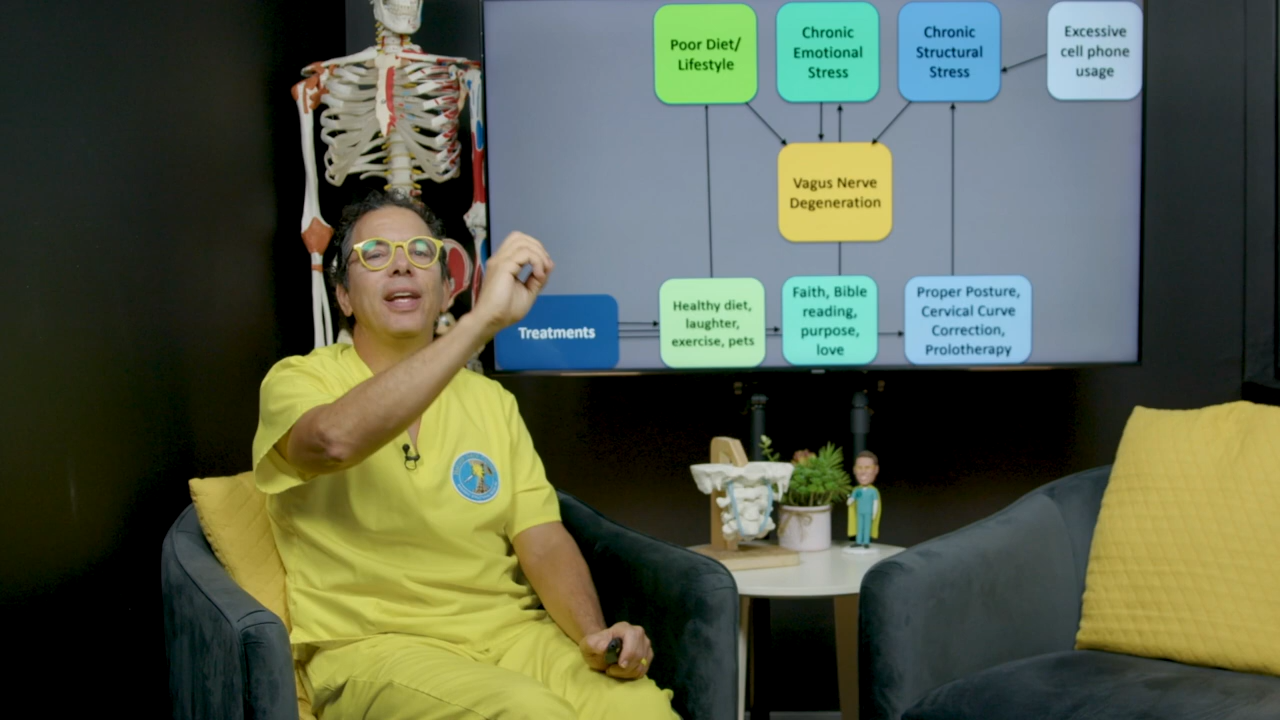 Poor Diet/
Lifestyle
Chronic
Emotional
Stress
Chronic
Structural
Stress
Excessive
cell phone
usage
Vagus Nerve
Degeneration
Treatments
Healthy diet,
laughter,
exercise, pets
Faith, Bible
reading,
purpose,
love
Proper Posture,
Cervical Curve
Correction,
Prolotherapy